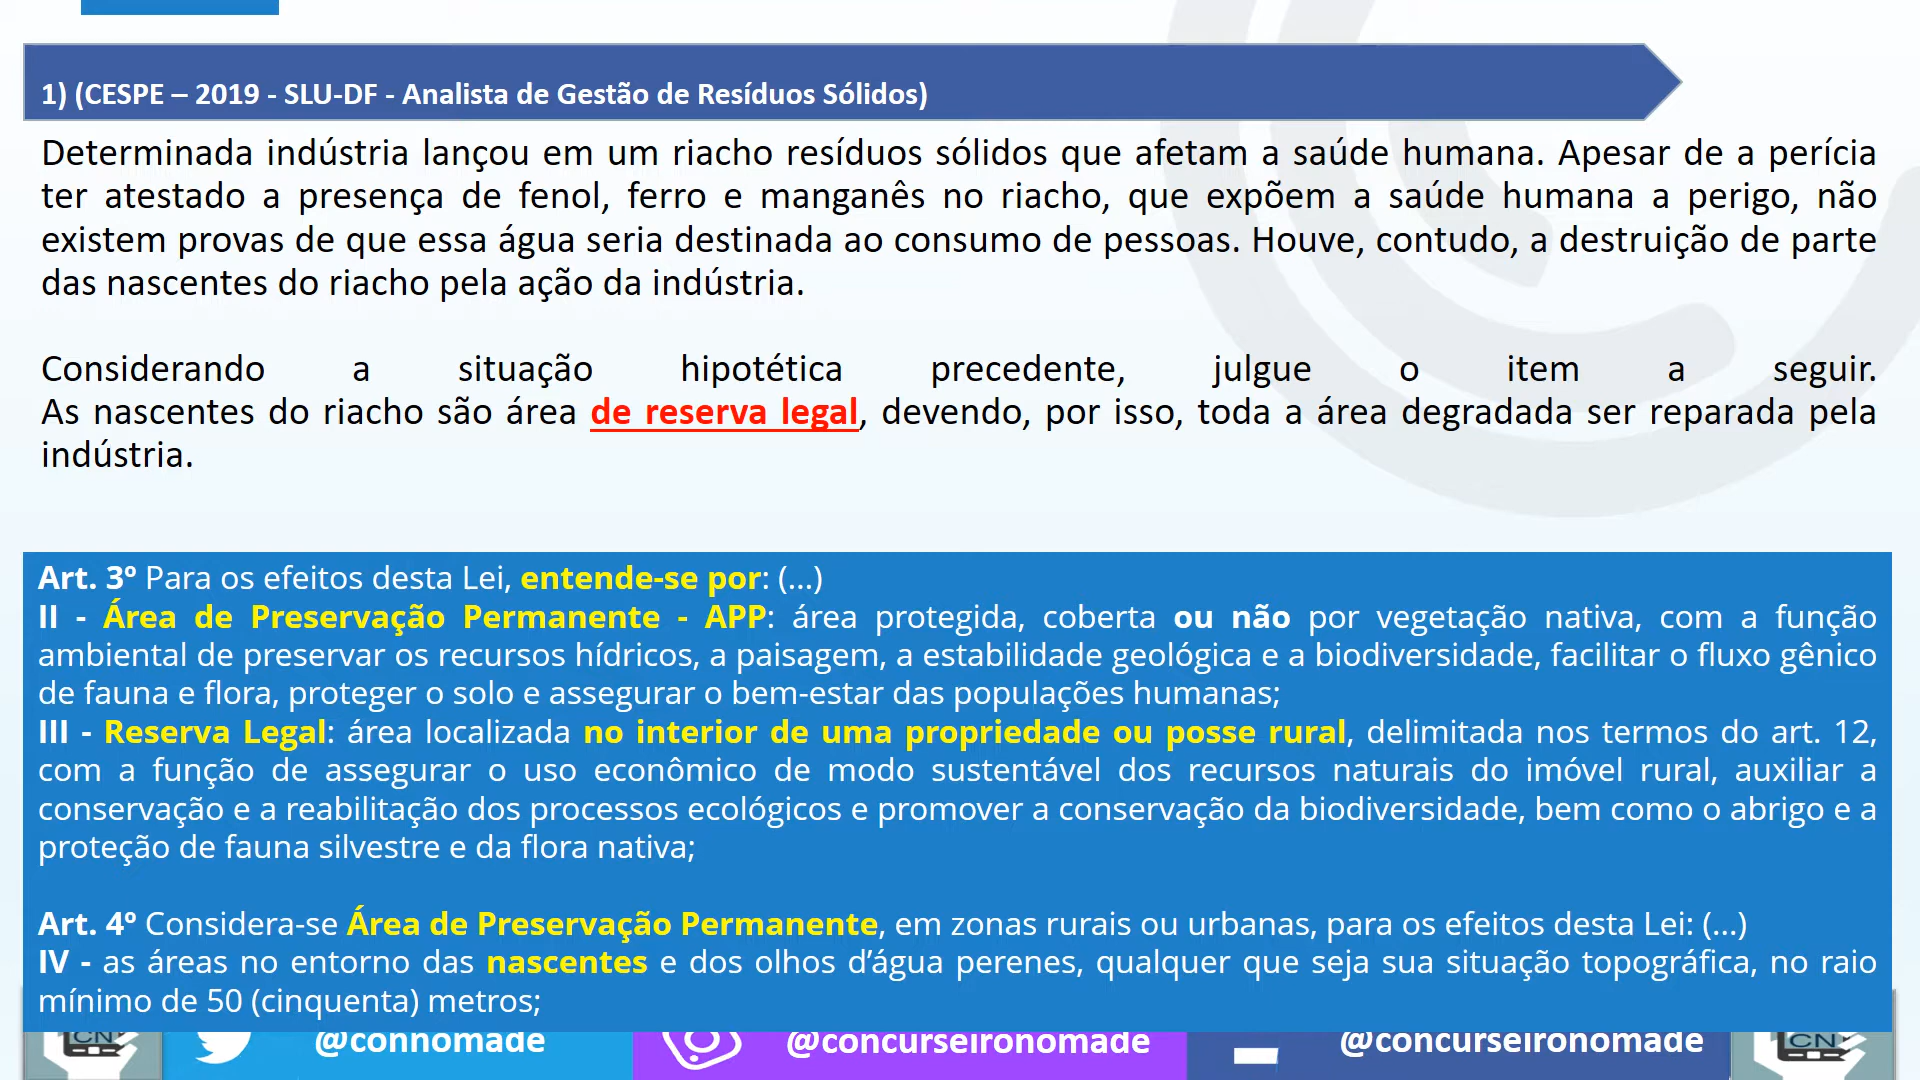 1) (CESPE – 2019 - SLU-DF - Analista de Gestão de Resíduos Sólidos)
Determinada indústria lançou em um riacho resíduos sólidos que afetam a saúde humana. Apesar de a perícia
ter atestado a presença de fenol, ferro e manganês no riacho, que expõem a saúde humana a perigo, não
existem provas de que essa água seria destinada ao consumo de pessoas. Houve, contudo, a destruição de parte
das nascentes do riacho pela ação da indústria.
Considerando a situação hipotética precedente, julgue o item a seguir.
As nascentes do riacho são área de reserva legal, devendo, por isso, toda a área degradada ser reparada pela
indústria.
Art. 3º Para os efeitos desta Lei, entende-se por: (...)
II - Área de Preservação Permanente - APP: área protegida, coberta ou não por vegetação nativa, com a função
ambiental de preservar os recursos hídricos, a paisagem, a estabilidade geológica e a biodiversidade, facilitar o fluxo gênico
de fauna e flora, proteger o solo e assegurar o bem-estar das populações humanas;
III - Reserva Legal: área localizada no interior de uma propriedade ou posse rural, delimitada nos termos do art. 12,
com a função de assegurar o uso econômico de modo sustentável dos recursos naturais do imóvel rural, auxiliar a
conservação e a reabilitação dos processos ecológicos e promover a conservação da biodiversidade, bem como o abrigo e a
proteção de fauna silvestre e da flora nativa;
Art. 4º Considera-se Área de Preservação Permanente, em zonas rurais ou urbanas, para os efeitos desta Lei: (...)
IV - as áreas no entorno das nascentes e dos olhos d’água perenes, qualquer que seja sua situação topográfica, no raio
mínimo de 50 (cinquenta) metros;
CN @connomade @concurseironomade @concurseironomade CN